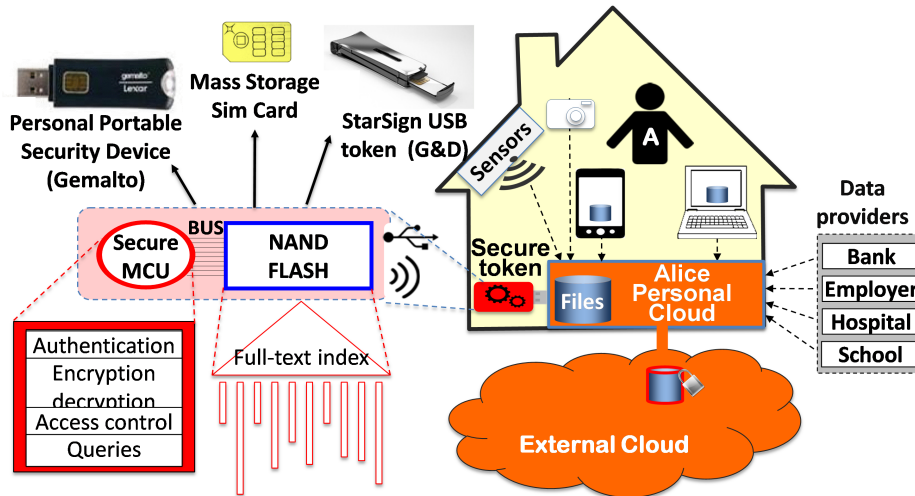 gemalto
Lexar
Personal Portable
Security Device
(Gemalto)
Mass Storage
Sim Card
StarSign USB
token (G&D)
BUS
Secure
MCU
NAND
FLASH
Authentication
Encryption
decryption
Access control
Queries
Full-text index
Sensors
A
Secure
token
Files
Alice
Personal
Cloud
External Cloud
Data
providers
Bank
Employer
Hospital
School